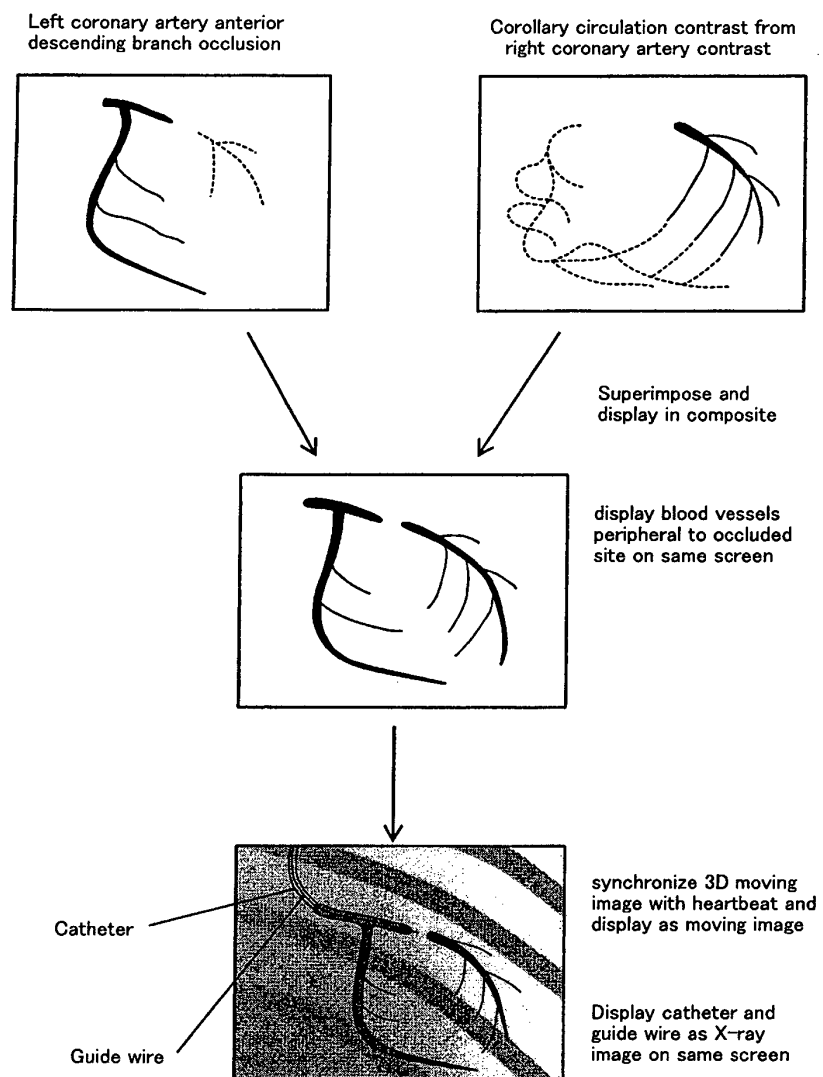 Left coronary artery anterior
descending branch occlusion
Corollary circulation contrast from
right coronary artery contrast
Superimpose and
display in composite
display blood vessels
peripheral to occluded
site on same screen
synchronize 3D moving
image with heartbeat and
display as moving image
Catheter
Display catheter and
guide wire as X-ray
image on same screen
Guide wire